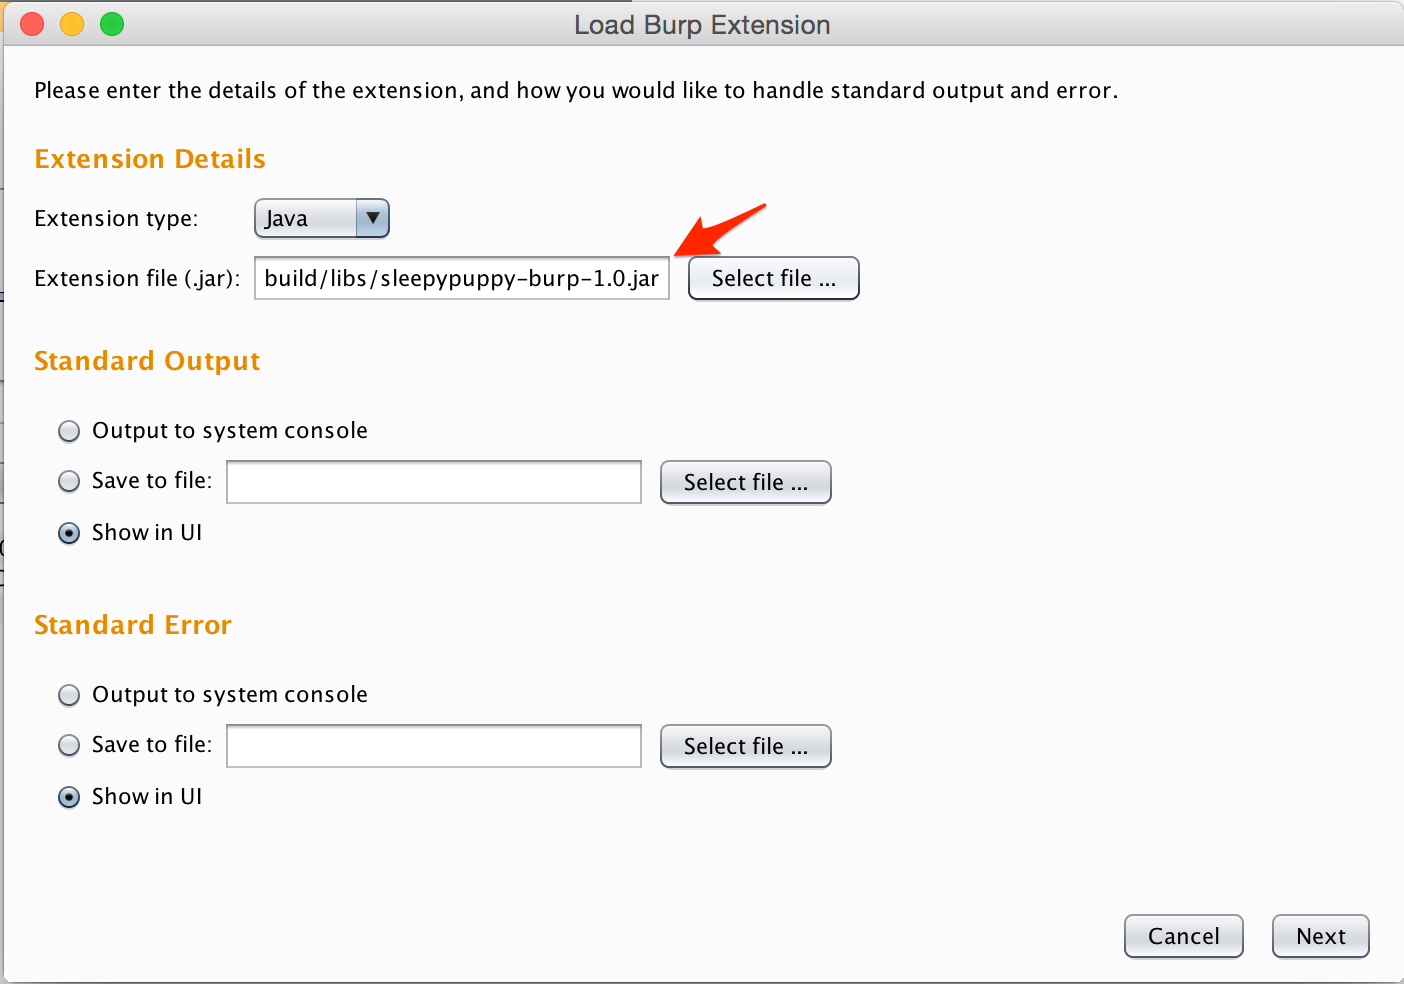 Load Burp Extension
Please enter the details of the extension, and how you would like to handle standard output and error.
Extension Details
Extension type: Java
Extension file (.jar): build/libs/sleepypuppy-burp-1.0.jar Select file ...
Standard Output
Output to system console
Save to file: Select file ...
Show in UI
Standard Error
Output to system console
Save to file: Select file ...
Show in UI
Cancel Next